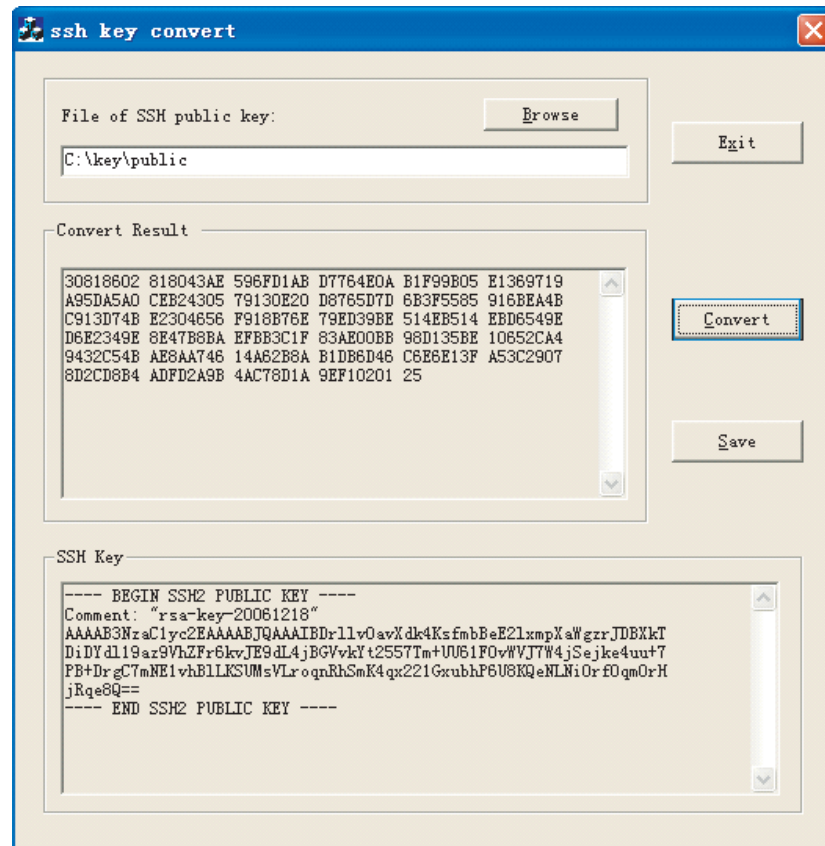 ssh key convert
File of SSH public key:
Browse
C:\key\public
Exit
Convert Result
30818602 818043AE 596FD1AB D7764E0A B1F99B05 E1369719
A95DA5A0 CEB24305 79130E20 D8765D7D 6B3F5585 916BEA4B
C913D74B E2304656 F918B76E 79ED39BE 514EB514 EBD6549E
D6E2349E 8E47B8BA EFBB3C1F 83AE00BB 98D135BE 10652CA4
9432C54B AE8AA746 14A62B8A B1DB6D46 C6E6E13F A53C2907
8D2CD8B4 ADFD2A9B 4AC78D1A 9EF10201 25
Convert
Save
SSH Key
---- BEGIN SSH2 PUBLIC KEY ----
Comment: "rsa-key-20061218"
AAAAB3NzaC1yc2EAAAABJQAAAIBDrllv0avXdk4KsfmbBeE2lxmpXaWgzrJDBXkT
DiDYdl19az9VhZFr6kvJE9dL4jBGVvkYt2557Tm+UU61FOvWVJ7W4jSejke4uu+7
PB+DrgC7mNE1vhBlLKSUMsVLroqnRhSmK4qx221GxubhP6U8KQeNLNi0rf0qm0rH
jRqe8Q==
---- END SSH2 PUBLIC KEY ----